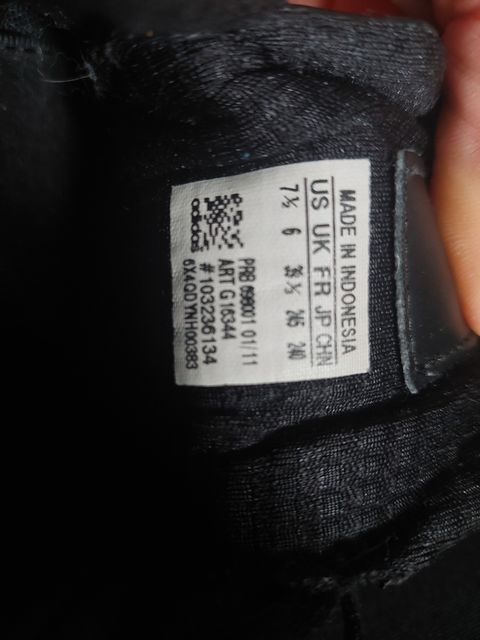 MADE IN INDONESIA
US UK FR JP CHN
7½ 6 39⅓ 245 240
adidas
PRB 699001 01/11
ART G16344
#103236134
6X4QDYNH00383